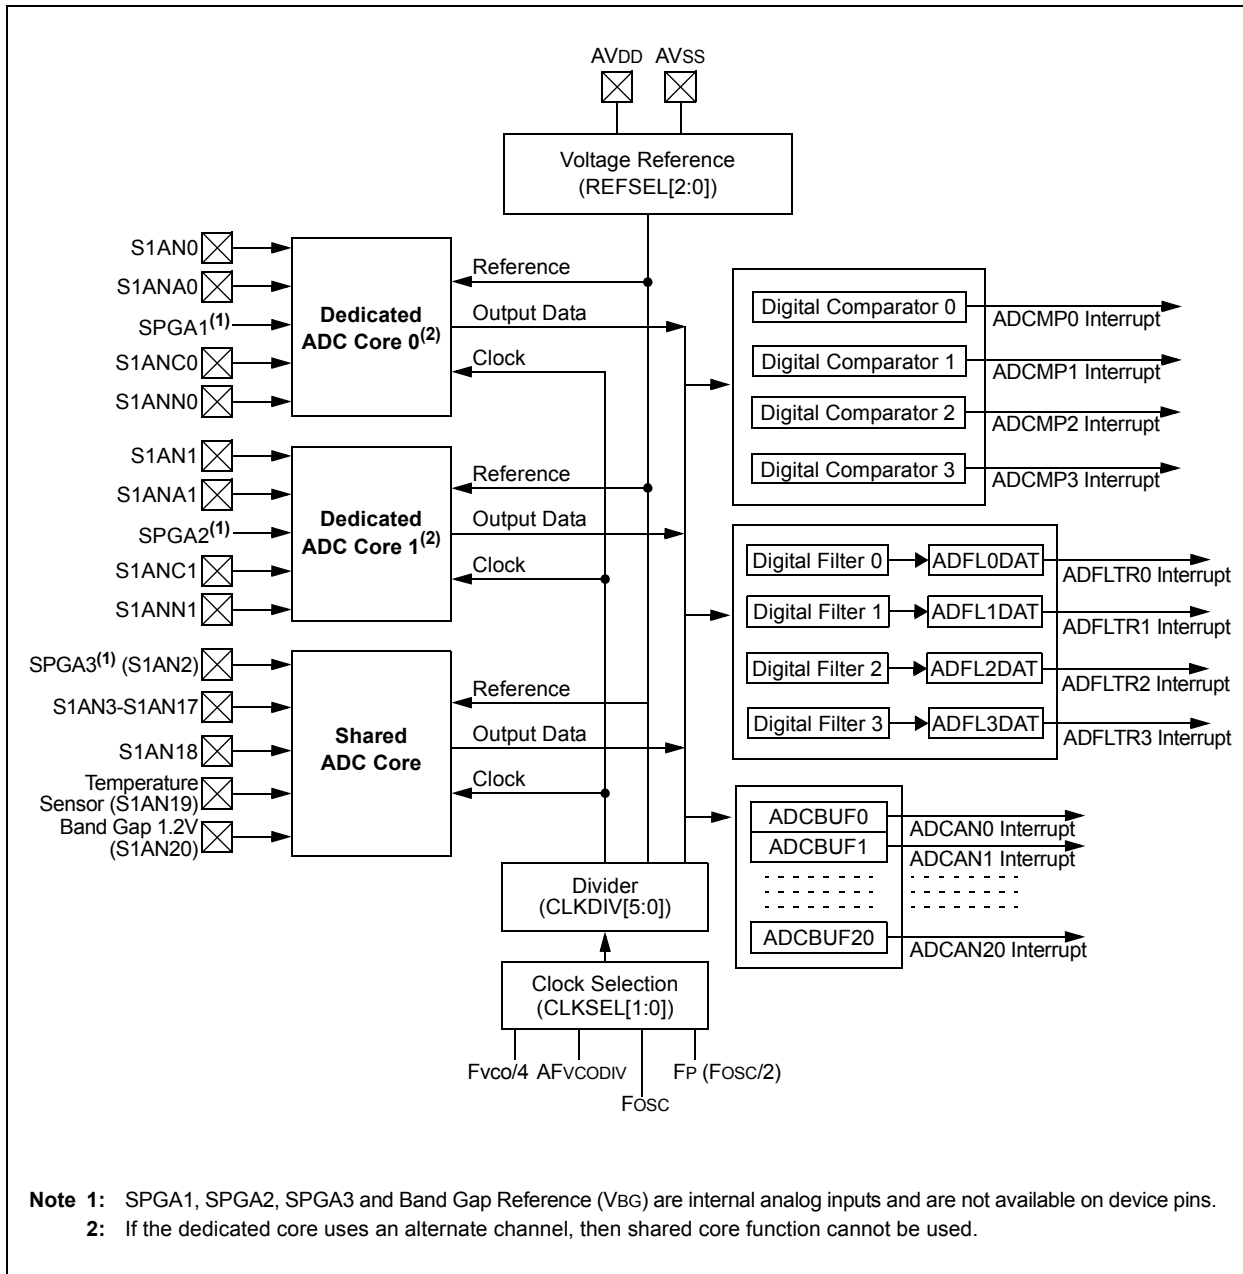 AVDD AVSS
Voltage Reference
(REFSEL[2:0])
S1AN0
S1ANA0
SPGA1(1)
S1ANC0
S1ANN0
Dedicated
ADC Core 0(2)
Reference
Output Data
Clock
S1AN1
S1ANA1
SPGA2(1)
S1ANC1
S1ANN1
Dedicated
ADC Core 1(2)
Reference
Output Data
Clock
SPGA3(1) (S1AN2)
S1AN3-S1AN17
S1AN18
Temperature
Sensor (S1AN19)
Band Gap 1.2V
(S1AN20)
Shared
ADC Core
Reference
Output Data
Clock
Digital Comparator 0
ADCMP0 Interrupt
Digital Comparator 1
ADCMP1 Interrupt
Digital Comparator 2
ADCMP2 Interrupt
Digital Comparator 3
ADCMP3 Interrupt
Digital Filter 0 ADFL0DAT
ADFLTR0 Interrupt
Digital Filter 1 ADFL1DAT
ADFLTR1 Interrupt
Digital Filter 2 ADFL2DAT
ADFLTR2 Interrupt
Digital Filter 3 ADFL3DAT
ADFLTR3 Interrupt
ADCBUF0
ADCAN0 Interrupt
ADCBUF1
ADCAN1 Interrupt
ADCBUF20
ADCAN20 Interrupt
Divider
(CLKDIV[5:0])
Clock Selection
(CLKSEL[1:0])
Fvco/4 AFVCODIV FP (FOSC/2)
FOSC
Note 1: SPGA1, SPGA2, SPGA3 and Band Gap Reference (VBG) are internal analog inputs and are not available on device pins.
2: If the dedicated core uses an alternate channel, then shared core function cannot be used.